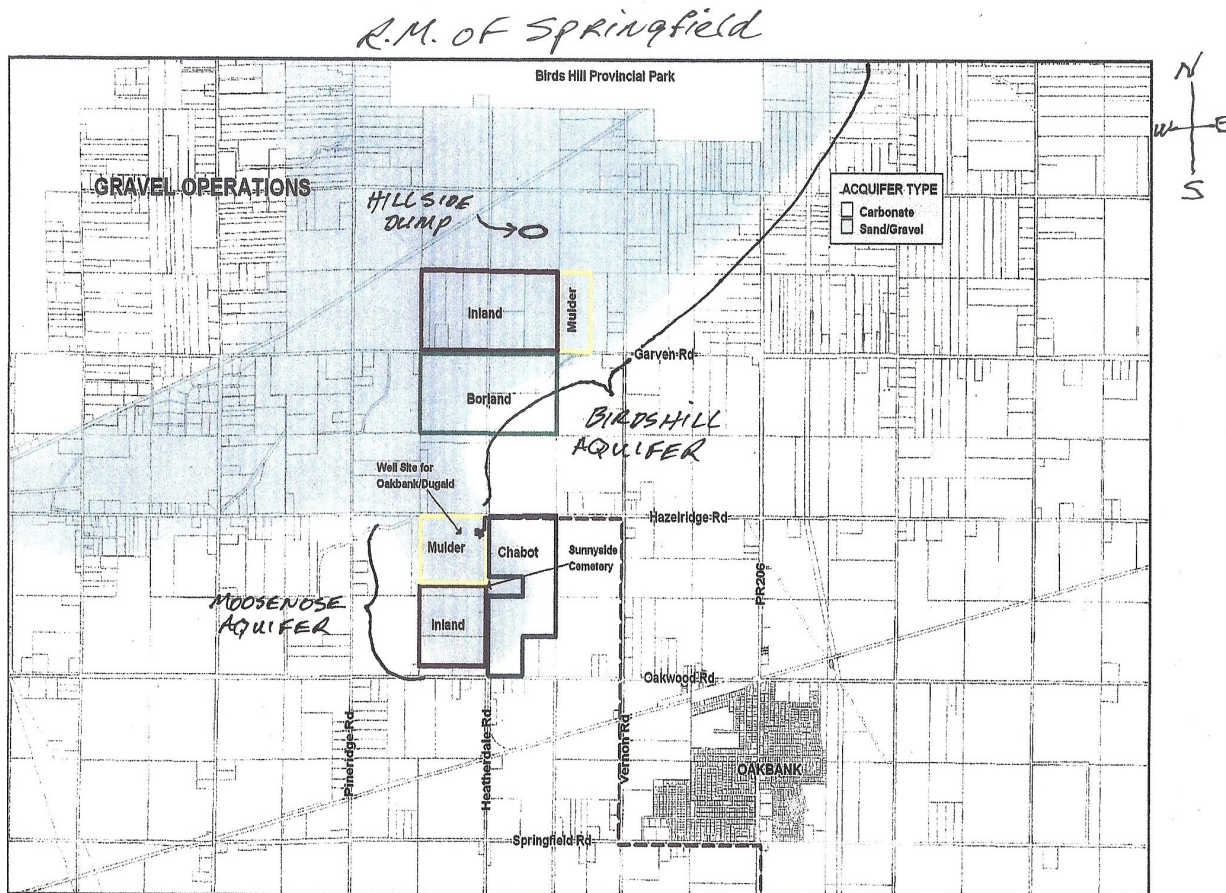 R.M. OF SPRINGfield
Birds Hill Provincial Park
N
W E
S
GRAVEL OPERATIONS
HILLSIDE
DUMP
ACQUIFER TYPE
Carbonate
Sand/Gravel
Inland
Mulder
Garven Rd
Borland
BIRDSHILL
AQUIFER
Well Site for
Oakbank/Dugald
Hazelridge Rd
Mulder
Chabot
Sunnyside
Cemetery
PR206
MOOSENOSE
AQUIFER
Inland
Oakwood Rd
Pineridge Rd
Heatherdale Rd
Vernon Rd
OAKBANK
Springfield Rd